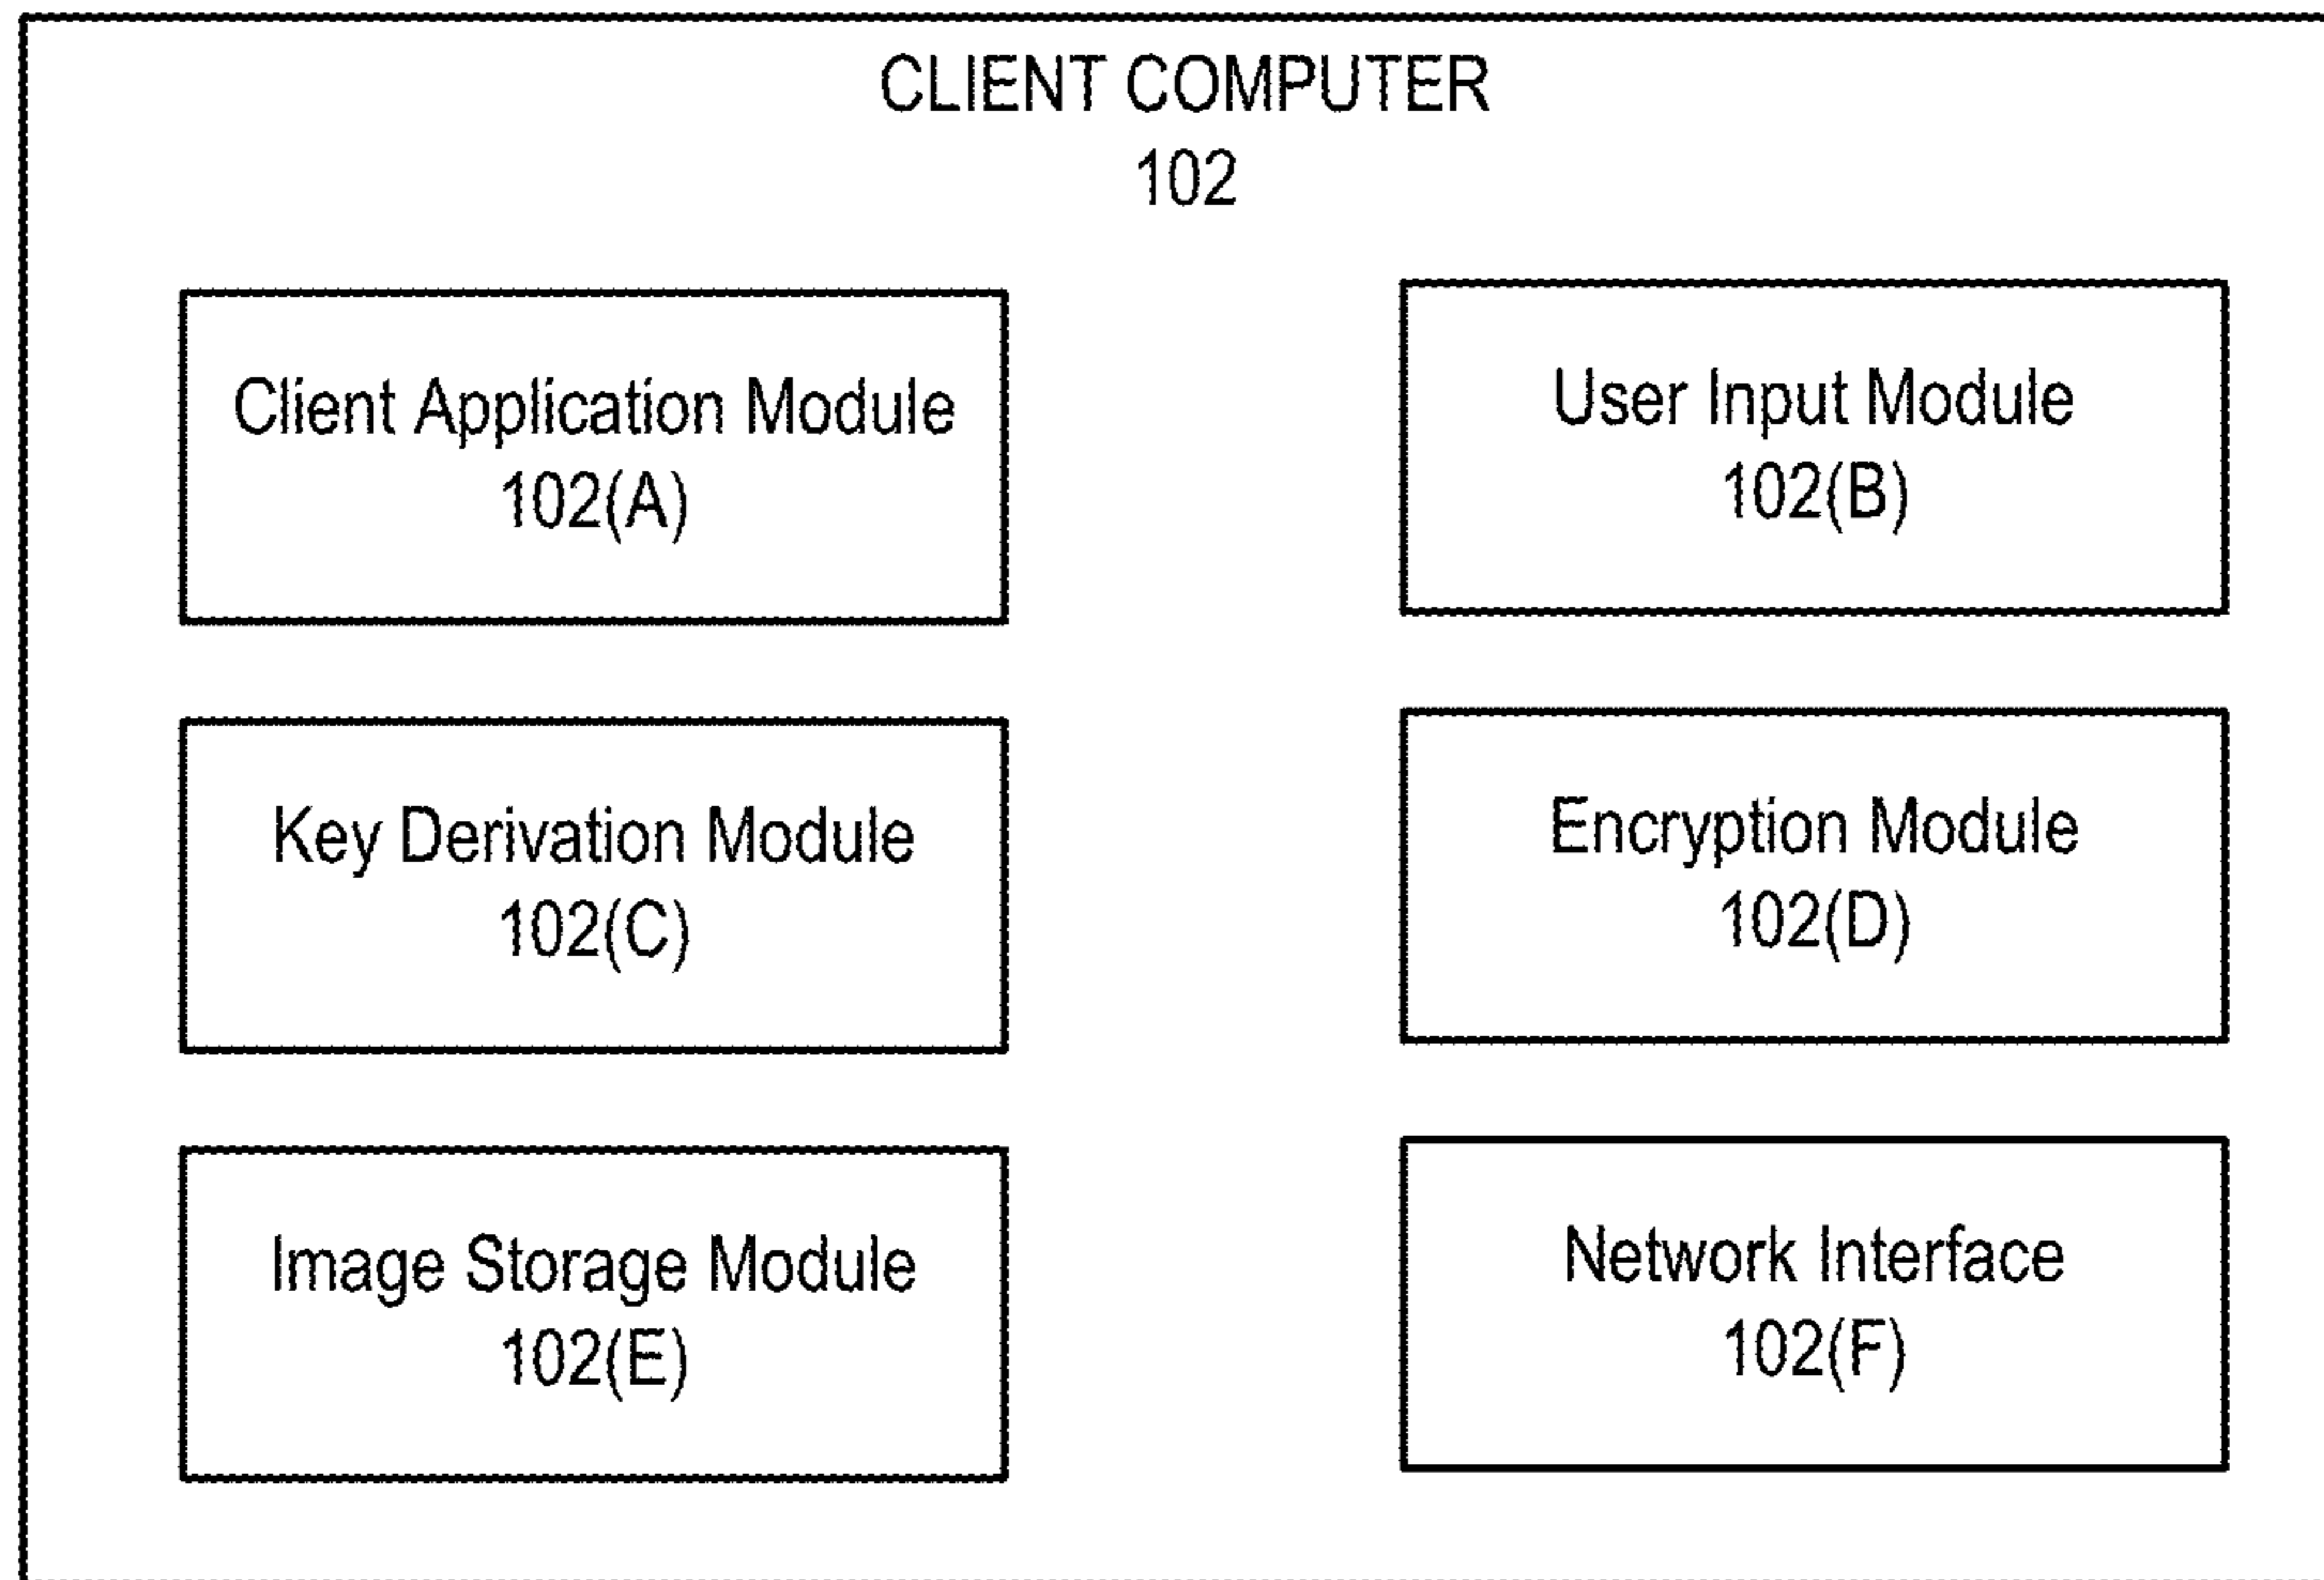 CLIENT COMPUTER
102
Client Application Module
102(A)
User Input Module
102(B)
Key Derivation Module
102(C)
Encryption Module
102(D)
Image Storage Module
102(E)
Network Interface
102(F)